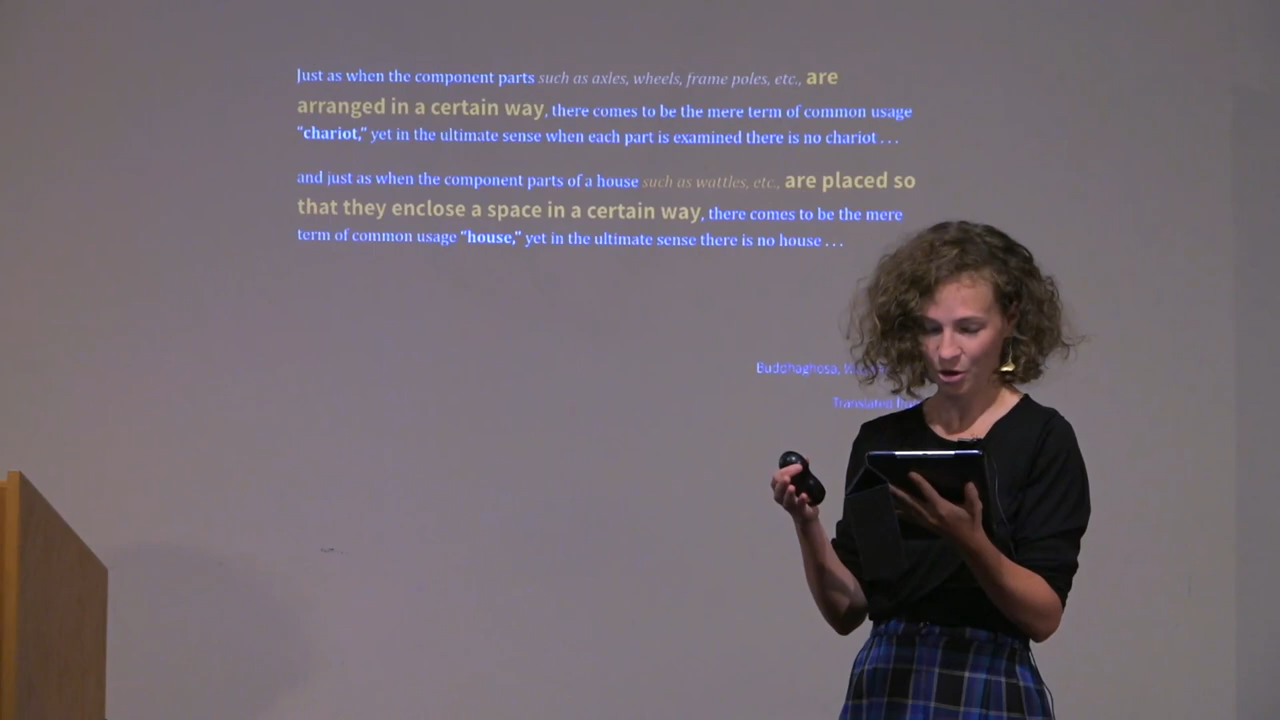 Just as when the component parts such as axles, wheels, frame poles, etc., are
arranged in a certain way, there comes to be the mere term of common usage
“chariot,” yet in the ultimate sense when each part is examined there is no chariot . . .
and just as when the component parts of a house such as wattles, etc., are placed so
that they enclose a space in a certain way, there comes to be the mere
term of common usage “house,” yet in the ultimate sense there is no house . . .
Buddhaghosa,
Translated